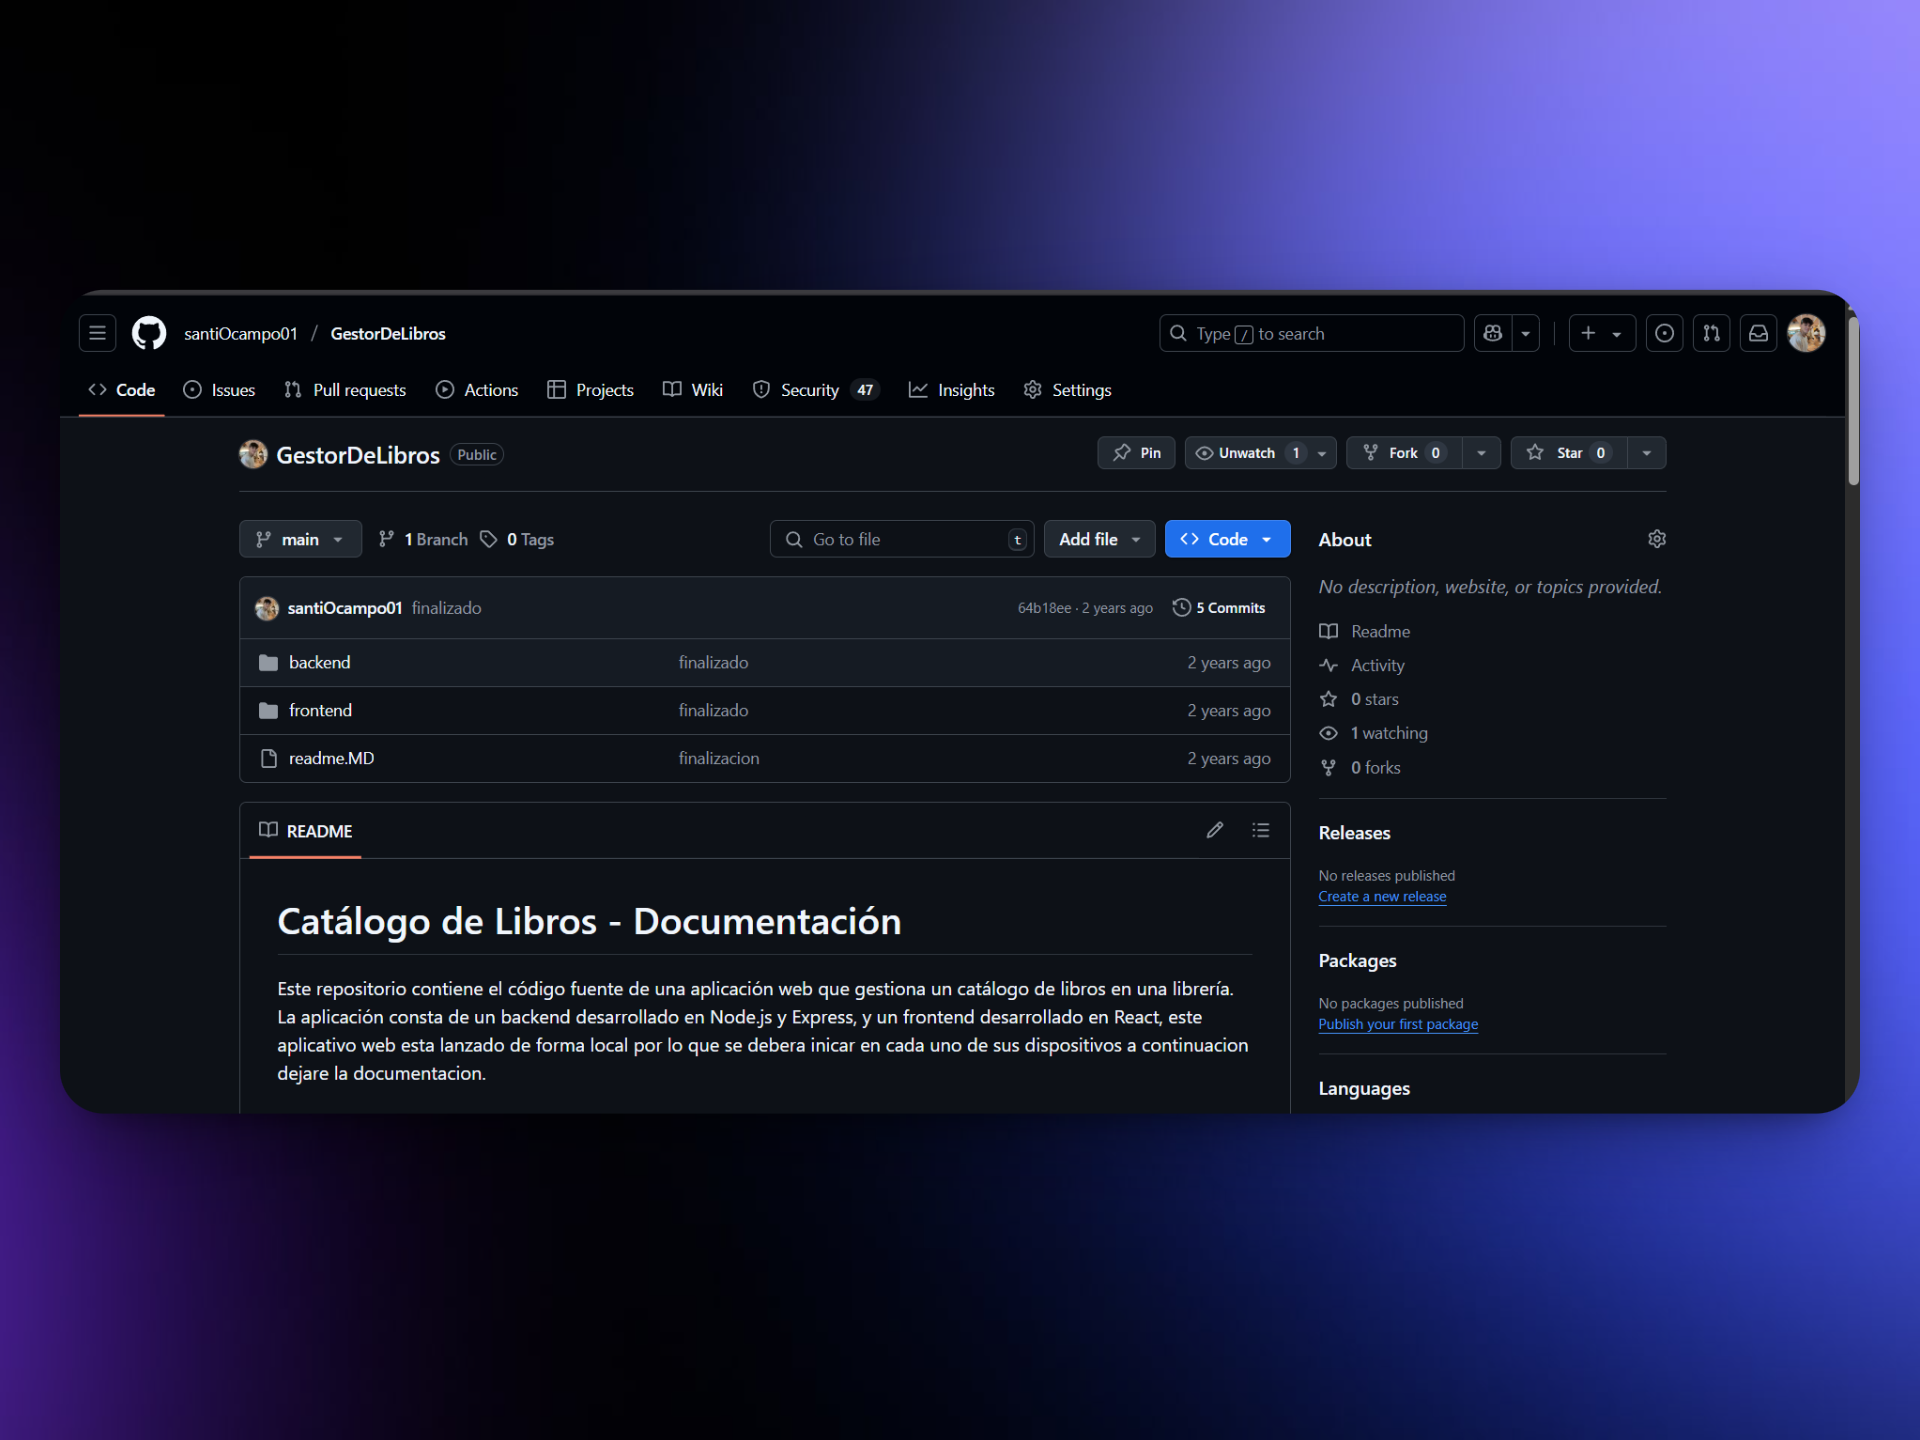 santiOcampo01 / GestorDeLibros
Type / to search
Code Issues Pull requests Actions Projects Wiki Security 47 Insights Settings
GestorDeLibros Public
Pin Unwatch 1 Fork 0 Star 0
main 1 Branch 0 Tags
Go to file t Add file Code
santiOcampo01 finalizado 64b18ee · 2 years ago 5 Commits
backend finalizado 2 years ago
frontend finalizado 2 years ago
readme.MD finalizacion 2 years ago
README
Catálogo de Libros - Documentación
Este repositorio contiene el código fuente de una aplicación web que gestiona un catálogo de libros en una librería.
La aplicación consta de un backend desarrollado en Node.js y Express, y un frontend desarrollado en React, este
aplicativo web esta lanzado de forma local por lo que se debera inicar en cada uno de sus dispositivos a continuacion
dejare la documentacion.
About
No description, website, or topics provided.
Readme
Activity
0 stars
1 watching
0 forks
Releases
No releases published
Create a new release
Packages
No packages published
Publish your first package
Languages